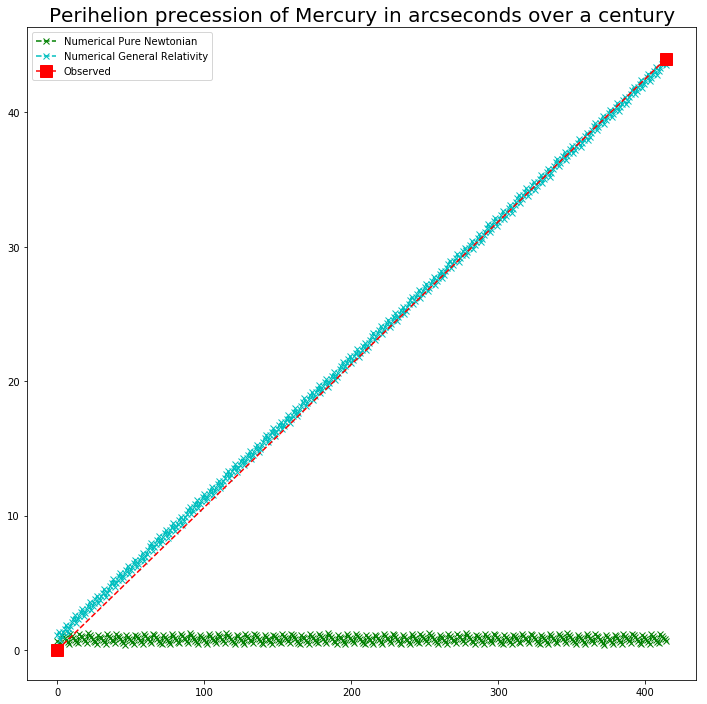 Perihelion precession of Mercury in arcseconds over a century
Numerical Pure Newtonian
Numerical General Relativity
Observed
40
30
20
10
0
0 100 200 300 400